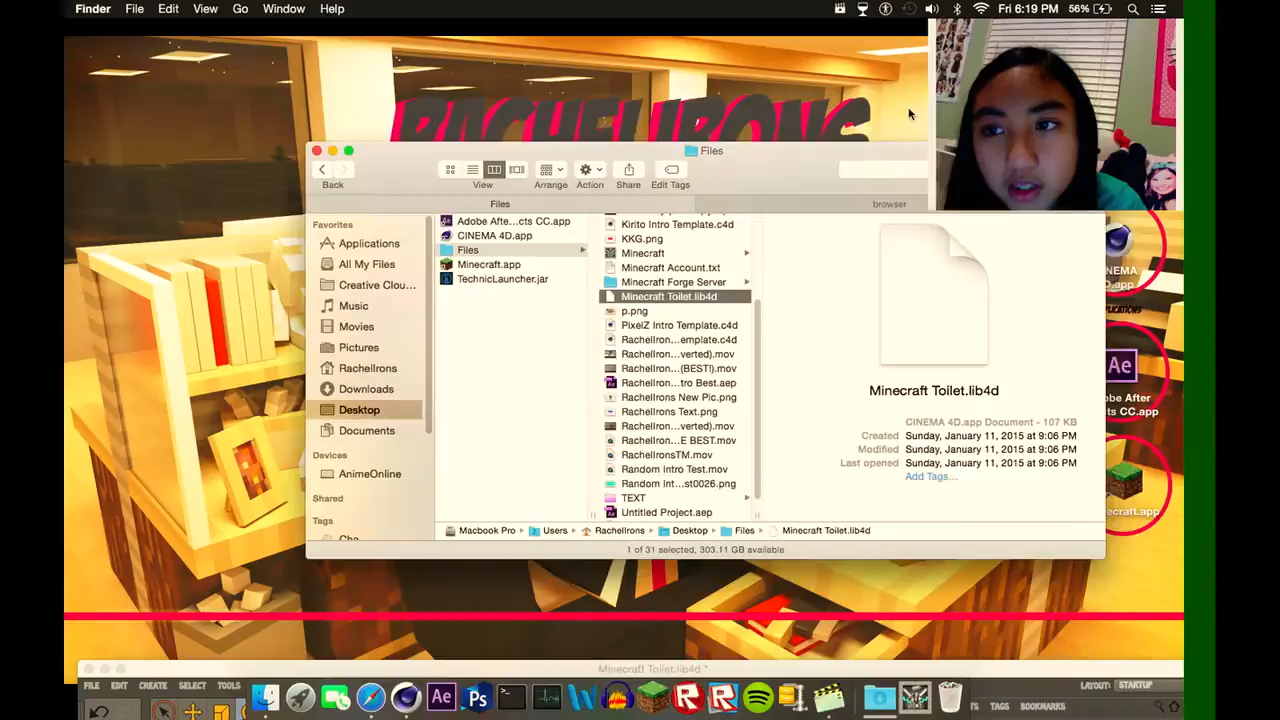 Finder File Edit View Go Window Help Fri 6:19 PM 56%
RACHELIRONS
Files
Back View Arrange Action Share Edit Tags
Files browser
Favorites
Applications
All My Files
Creative Clou...
Music
Movies
Pictures
RachelIrons
Downloads
Desktop
Documents
Devices
AnimeOnline
Shared
Tags
Adobe Afte...cts CC.app
CINEMA 4D.app
Files
Minecraft.app
TechnicLauncher.jar
Kirito Intro Template.c4d
KKG.png
Minecraft
Minecraft Account.txt
Minecraft Forge Server
Minecraft Toilet.lib4d
p.png
PixelZ Intro Template.c4d
RachelIron...emplate.c4d
RachelIron...verted).mov
RachelIron...(BEST!).mov
RachelIron...tro Best.aep
RachelIrons New Pic.png
RachelIrons Text.png
RachelIron...verted).mov
RachelIron...E BEST.mov
RachelIronsTM.mov
Random Intro Test.mov
Random Int...st0026.png
TEXT
Untitled Project.aep
Minecraft Toilet.lib4d
CINEMA 4D.app Document - 107 KB
Created Sunday, January 11, 2015 at 9:06 PM
Modified Sunday, January 11, 2015 at 9:06 PM
Last opened Sunday, January 11, 2015 at 9:06 PM
Add Tags...
NEMA
D.app
Ae
obe After
ts CC.app
ecraft.app
Macbook Pro Users RachelIrons Desktop Files Minecraft Toilet.lib4d
1 of 31 selected, 303.11 GB available
Minecraft Toilet.lib4d *
FILE EDIT CREATE SELECT TOOLS LAYOUT: STARTUP
Ae Ps
TS TAGS BOOKMARKS